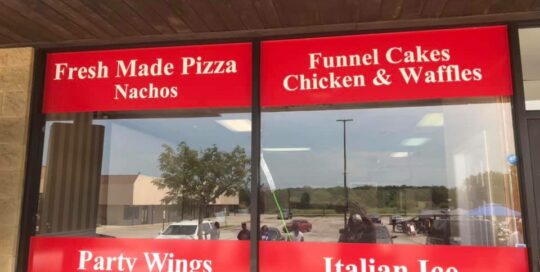 Fresh Made Pizza
Nachos
Funnel Cakes
Chicken & Waffles
Party Wings
Italian Ice